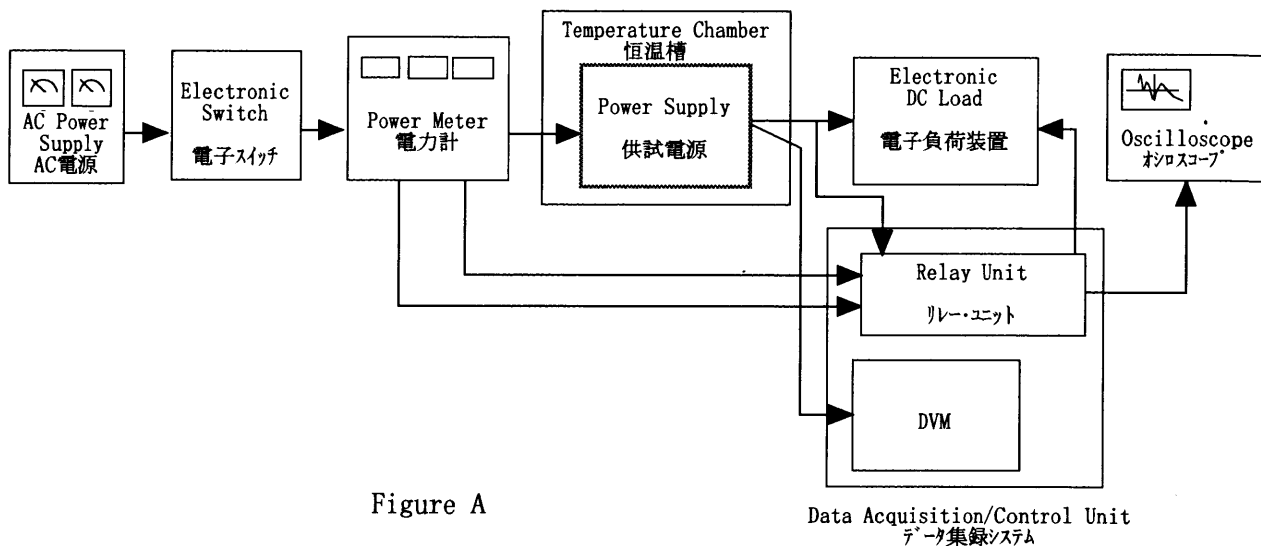 AC Power
Supply
AC電源
Electronic
Switch
電子スイッチ
Power Meter
電力計
Temperature Chamber
恒温槽
Power Supply
供試電源
Electronic
DC Load
電子負荷装置
Oscilloscope
オシロスコープ
Relay Unit
リレー・ユニット
DVM
Figure A
Data Acquisition/Control Unit
データ集録システム